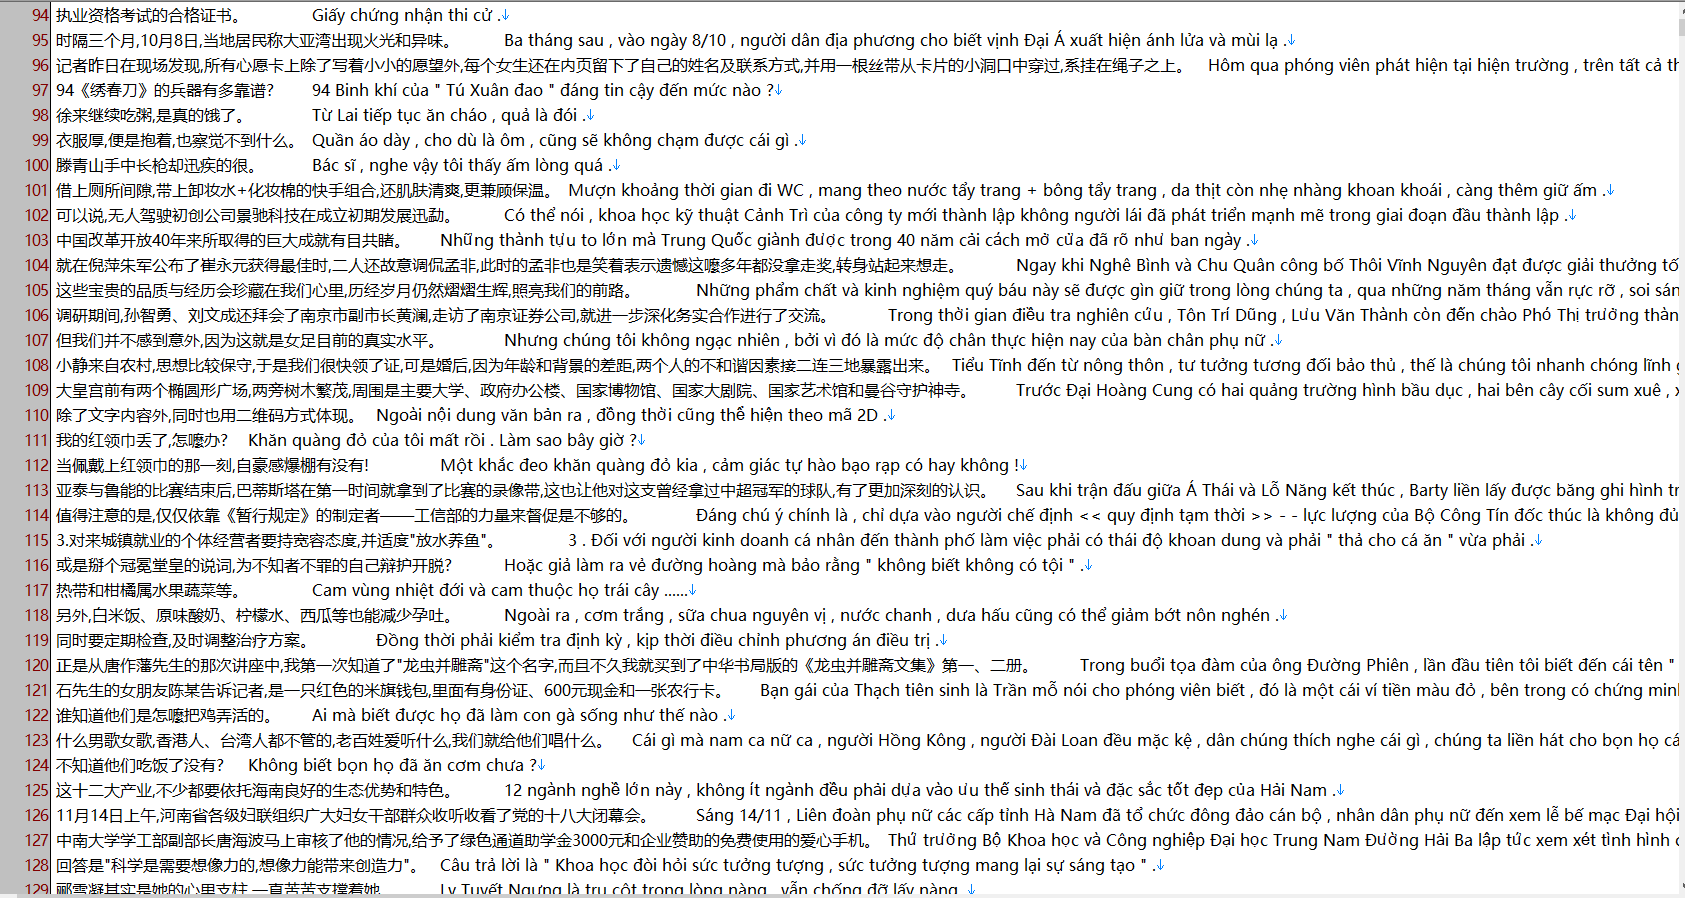 94 执业资格考试的合格证书。 Giấy chứng nhận thi cử .↓
95 时隔三个月,10月8日,当地居民称大亚湾出现火光和异味。 Ba tháng sau , vào ngày 8/10 , người dân địa phương cho biết vịnh Đại Á xuất hiện ánh lửa và mùi lạ .↓
96 记者昨日在现场发现,所有心愿卡上除了写着小小的愿望外,每个女生还在内页留下了自己的姓名及联系方式,并用一根丝带从卡片的小洞口中穿过,系挂在绳子之上。 Hôm qua phóng viên phát hiện tại hiện trường , trên tất cả th
97 94《绣春刀》的兵器有多靠谱? 94 Binh khí của " Tú Xuân đao " đáng tin cậy đến mức nào ?↓
98 徐来继续吃粥,是真的饿了。 Từ Lai tiếp tục ăn cháo , quả là đói .↓
99 衣服厚,便是抱着,也察觉不到什么。 Quần áo dày , cho dù là ôm , cũng sẽ không chạm được cái gì .↓
100 滕青山手中长枪却迅疾的很。 Bác sĩ , nghe vậy tôi thấy ấm lòng quá .↓
101 借上厕所间隙,带上卸妆水+化妆棉的快手组合,还肌肤清爽,更兼顾保温。 Mượn khoảng thời gian đi WC , mang theo nước tẩy trang + bông tẩy trang , da thịt còn nhẹ nhàng khoan khoái , càng thêm giữ ấm .↓
102 可以说,无人驾驶初创公司景驰科技在成立初期发展迅勐。 Có thể nói , khoa học kỹ thuật Cảnh Trì của công ty mới thành lập không người lái đã phát triển mạnh mẽ trong giai đoạn đầu thành lập .↓
103 中国改革开放40年来所取得的巨大成就有目共睹。 Những thành tựu to lớn mà Trung Quốc giành được trong 40 năm cải cách mở cửa đã rõ như ban ngày .↓
104 就在倪萍朱军公布了崔永元获得最佳时,二人还故意调侃孟非,此时的孟非也是笑着表示遗憾这嚒多年都没拿走奖,转身站起来想走。 Ngay khi Nghê Bình và Chu Quân công bố Thôi Vĩnh Nguyên đạt được giải thưởng tố
105 这些宝贵的品质与经历会珍藏在我们心里,历经岁月仍然熠熠生辉,照亮我们的前路。 Những phẩm chất và kinh nghiệm quý báu này sẽ được gìn giữ trong lòng chúng ta , qua những năm tháng vẫn rực rỡ , soi sán
106 调研期间,孙智勇、刘文成还拜会了南京市副市长黄澜,走访了南京证券公司,就进一步深化务实合作进行了交流。 Trong thời gian điều tra nghiên cứu , Tôn Trí Dũng , Lưu Văn Thành còn đến chào Phó Thị trưởng thàn
107 但我们并不感到意外,因为这就是女足目前的真实水平。 Nhưng chúng tôi không ngạc nhiên , bởi vì đó là mức độ chân thực hiện nay của bàn chân phụ nữ .↓
108 小静来自农村,思想比较保守,于是我们很快领了证,可是婚后,因为年龄和背景的差距,两个人的不和谐因素接二连三地暴露出来。 Tiểu Tĩnh đến từ nông thôn , tư tưởng tương đối bảo thủ , thế là chúng tôi nhanh chóng lĩnh
109 大皇宫前有两个椭圆形广场,两旁树木繁茂,周围是主要大学、政府办公楼、国家博物馆、国家大剧院、国家艺术馆和曼谷守护神寺。 Trước Đại Hoàng Cung có hai quảng trường hình bầu dục , hai bên cây cối sum xuê ,
110 除了文字内容外,同时也用二维码方式体现。 Ngoài nội dung văn bản ra , đồng thời cũng thể hiện theo mã 2D .↓
111 我的红领巾丢了,怎嚒办? Khăn quàng đỏ của tôi mất rồi . Làm sao bây giờ ?↓
112 当佩戴上红领巾的那一刻,自豪感爆棚有没有! Một khắc đeo khăn quàng đỏ kia , cảm giác tự hào bạo rạp có hay không !↓
113 亚泰与鲁能的比赛结束后,巴蒂斯塔在第一时间就拿到了比赛的录像带,这也让他对这支曾经拿过中超冠军的球队,有了更加深刻的认识。 Sau khi trận đấu giữa Á Thái và Lỗ Năng kết thúc , Barty liền lấy được băng ghi hình tr
114 值得注意的是,仅仅依靠《暂行规定》的制定者——工信部的力量来督促是不够的。 Đáng chú ý chính là , chỉ dựa vào người chế định << quy định tạm thời >> - - lực lượng của Bộ Công Tín đốc thúc là không đủ
115 3.对来城镇就业的个体经营者要持宽容态度,并适度"放水养鱼"。 3 . Đối với người kinh doanh cá nhân đến thành phố làm việc phải có thái độ khoan dung và phải " thả cho cá ăn " vừa phải .↓
116 或是掰个冠冕堂皇的说词,为不知者不罪的自己辩护开脱? Hoặc giả làm ra vẻ đường hoàng mà bảo rằng " không biết không có tội " .↓
117 热带和柑橘属水果蔬菜等。 Cam vùng nhiệt đới và cam thuộc họ trái cây ......↓
118 另外,白米饭、原味酸奶、柠檬水、西瓜等也能减少孕吐。 Ngoài ra , cơm trắng , sữa chua nguyên vị , nước chanh , dưa hấu cũng có thể giảm bớt nôn nghén .↓
119 同时要定期检查,及时调整治疗方案。 Đồng thời phải kiểm tra định kỳ , kịp thời điều chỉnh phương án điều trị .↓
120 正是从唐作藩先生的那次讲座中,我第一次知道了"龙虫并雕斋"这个名字,而且不久我就买到了中华书局版的《龙虫并雕斋文集》第一、二册。 Trong buổi tọa đàm của ông Đường Phiên , lần đầu tiên tôi biết đến cái tên "
121 石先生的女朋友陈某告诉记者,是一只红色的米旗钱包,里面有身份证、600元现金和一张农行卡。 Bạn gái của Thạch tiên sinh là Trần mỗ nói cho phóng viên biết , đó là một cái ví tiền màu đỏ , bên trong có chứng minl
122 谁知道他们是怎嚒把鸡弄活的。 Ai mà biết được họ đã làm con gà sống như thế nào .↓
123 什么男歌女歌,香港人、台湾人都不管的,老百姓爱听什么,我们就给他们唱什么。 Cái gì mà nam ca nữ ca , người Hồng Kông , người Đài Loan đều mặc kệ , dân chúng thích nghe cái gì , chúng ta liền hát cho bọn họ cá
124 不知道他们吃饭了没有? Không biết bọn họ đã ăn cơm chưa ?↓
125 这十二大产业,不少都要依托海南良好的生态优势和特色。 12 ngành nghề lớn này , không ít ngành đều phải dựa vào ưu thế sinh thái và đặc sắc tốt đẹp của Hải Nam .↓
126 11月14日上午,河南省各级妇联组织广大妇女干部群众收听收看了党的十八大闭幕会。 Sáng 14/11 , Liên đoàn phụ nữ các cấp tỉnh Hà Nam đã tổ chức đông đảo cán bộ , nhân dân phụ nữ đến xem lễ bế mạc Đại hội
127 中南大学学工部副部长唐海波马上审核了他的情况,给予了绿色通道助学金3000元和企业赞助的免费使用的爱心手机。 Thứ trưởng Bộ Khoa học và Công nghiệp Đại học Trung Nam Đường Hải Ba lập tức xem xét tình hình
128 回答是"科学是需要想像力的,想像力能带来创造力"。 Câu trả lời là " Khoa học đòi hỏi sức tưởng tượng , sức tưởng tượng mang lại sự sáng tạo " .↓
129 郦雪凝其实是她的心里支柱,一直苦苦支撑着她 Ly Tuyết Ngưng là trụ cột trong lòng nàng , vẫn chống đỡ lấy nàng .↓